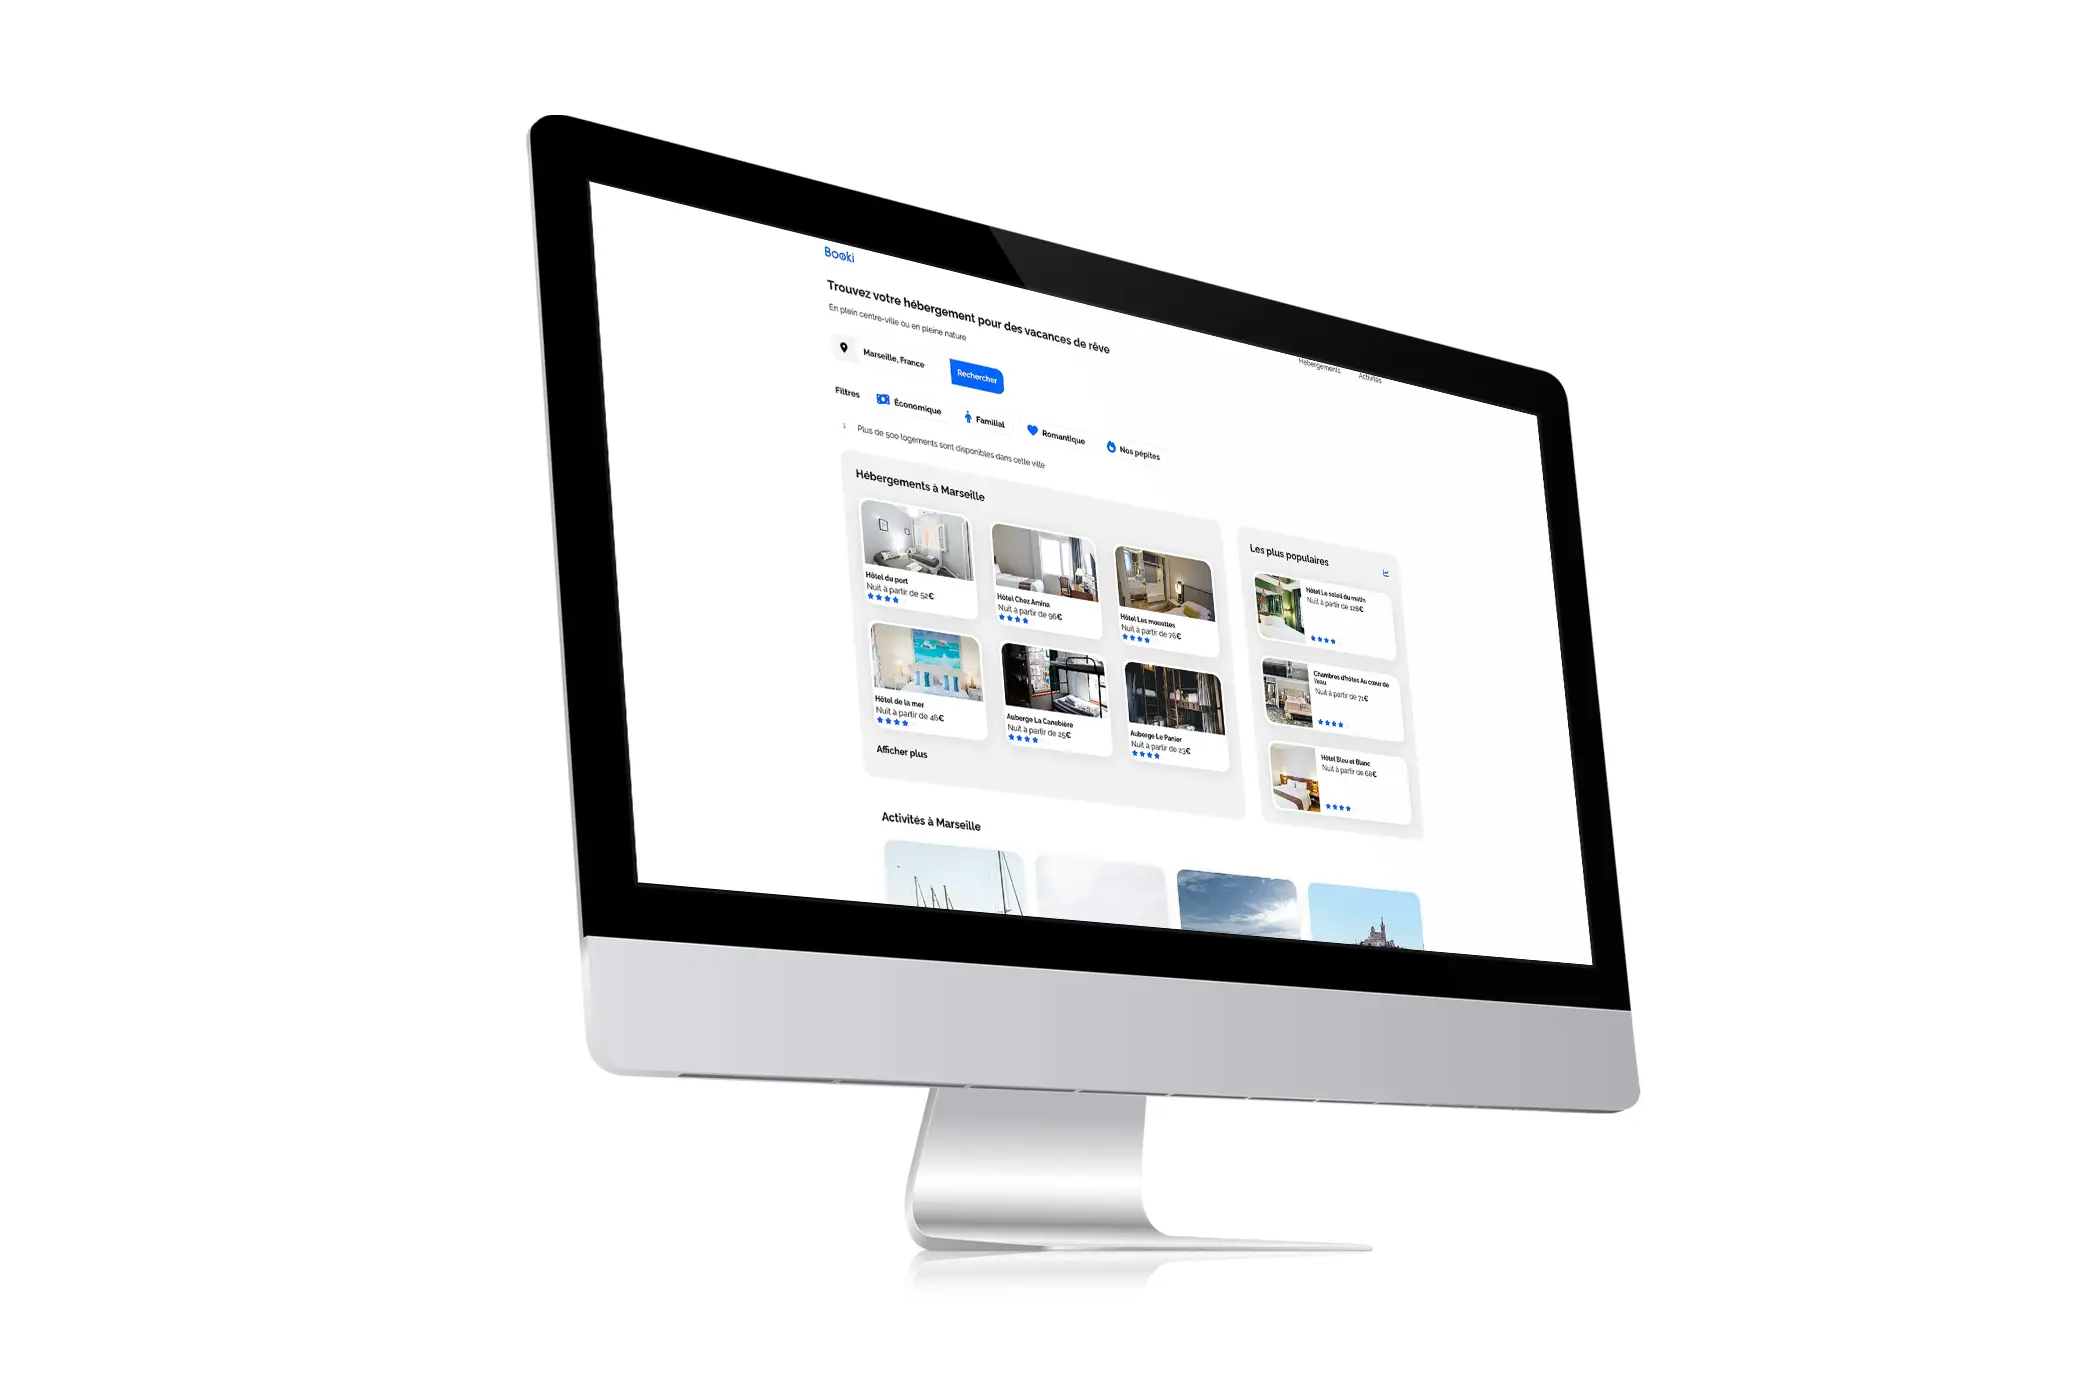 Booki
Hébergements
Activités
Trouvez votre hébergement pour des vacances de rêve
En plein centre-ville ou en pleine nature
Marseille, France
Rechercher
Filtres
Économique
Familial
Romantique
Nos pépites
Plus de 500 logements sont disponibles dans cette ville
Hébergements à Marseille
Hôtel du port
Nuit à partir de 52€
Hôtel Chez Amina
Nuit à partir de 96€
Hôtel Les mouettes
Nuit à partir de 76€
Hôtel de la mer
Nuit à partir de 46€
Auberge La Canebière
Nuit à partir de 25€
Auberge Le Panier
Nuit à partir de 23€
Afficher plus
Les plus populaires
Hôtel Le soleil du matin
Nuit à partir de 128€
Chambres d'hôtes Au cœur de
l'eau
Nuit à partir de 71€
Hôtel Bleu et Blanc
Nuit à partir de 68€
Activités à Marseille